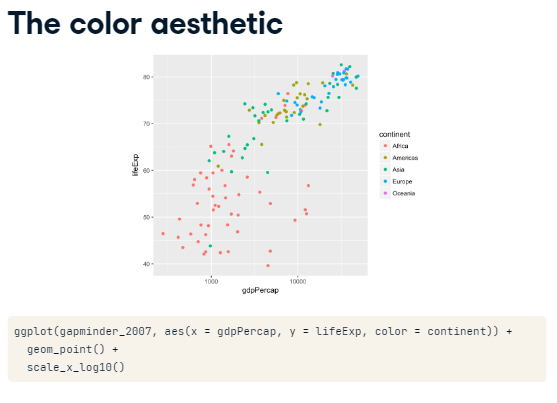 The color aesthetic
80
70
60
50
40
lifeExp
1000
10000
gdpPercap
continent
Africa
Americas
Asia
Europe
Oceania
ggplot(gapminder_2007, aes(x = gdpPercap, y = lifeExp, color = continent)) +
  geom_point() +
  scale_x_log10()